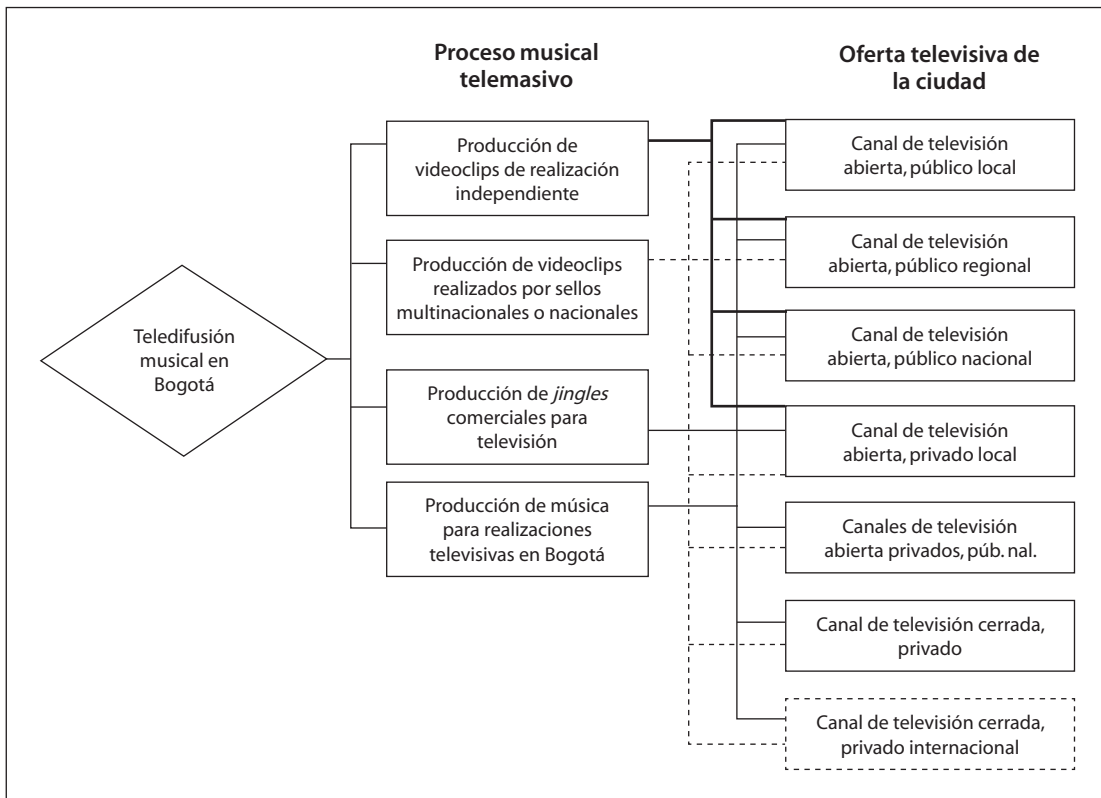 Proceso musical
telemasivo
Oferta televisiva de
la ciudad
Teledifusión
musical en
Bogotá
Producción de
videoclips de realización
independiente
Producción de videoclips
realizados por sellos
multinacionales o nacionales
Producción de jingles
comerciales para
televisión
Producción de música
para realizaciones
televisivas en Bogotá
Canal de televisión
abierta, público local
Canal de televisión
abierta, público regional
Canal de televisión
abierta, público nacional
Canal de televisión
abierta, privado local
Canales de televisión
abierta privados, púb. nal.
Canal de televisión cerrada,
privado
Canal de televisión cerrada,
privado internacional